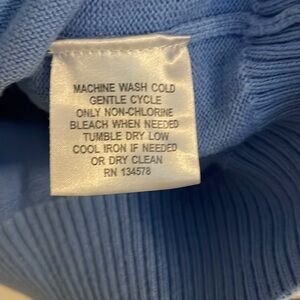 MACHINE WASH COLD
GENTLE CYCLE
ONLY NON-CHLORINE
BLEACH WHEN NEEDED
TUMBLE DRY LOW
COOL IRON IF NEEDED
OR DRY CLEAN
RN 134578